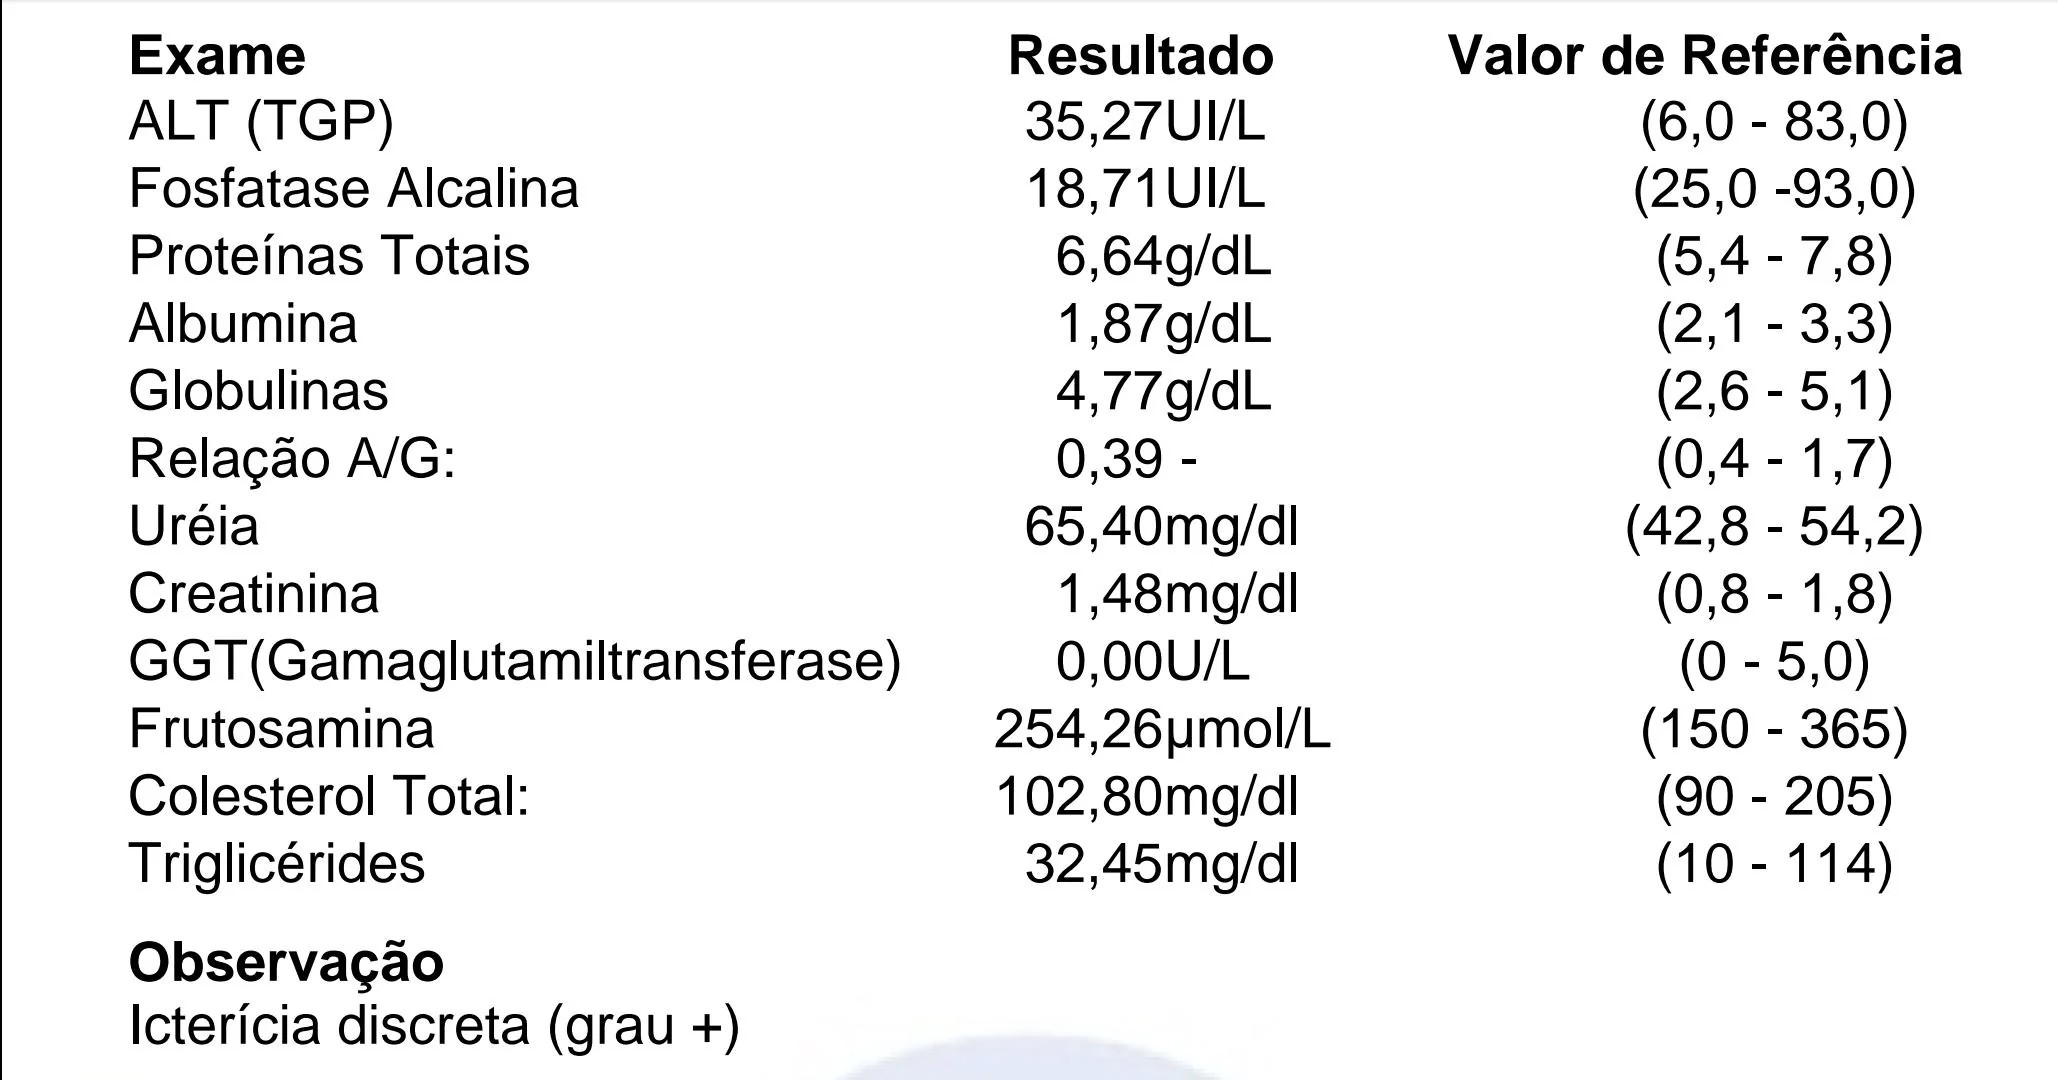 Exame Resultado Valor de Referência
ALT (TGP) 35,27UI/L (6,0 - 83,0)
Fosfatase Alcalina 18,71UI/L (25,0 -93,0)
Proteínas Totais 6,64g/dL (5,4 - 7,8)
Albumina 1,87g/dL (2,1 - 3,3)
Globulinas 4,77g/dL (2,6 - 5,1)
Relação A/G: 0,39 - (0,4 - 1,7)
Uréia 65,40mg/dl (42,8 - 54,2)
Creatinina 1,48mg/dl (0,8 - 1,8)
GGT(Gamaglutamiltransferase) 0,00U/L (0 - 5,0)
Frutosamina 254,26µmol/L (150 - 365)
Colesterol Total: 102,80mg/dl (90 - 205)
Triglicérides 32,45mg/dl (10 - 114)
Observação
Icterícia discreta (grau +)